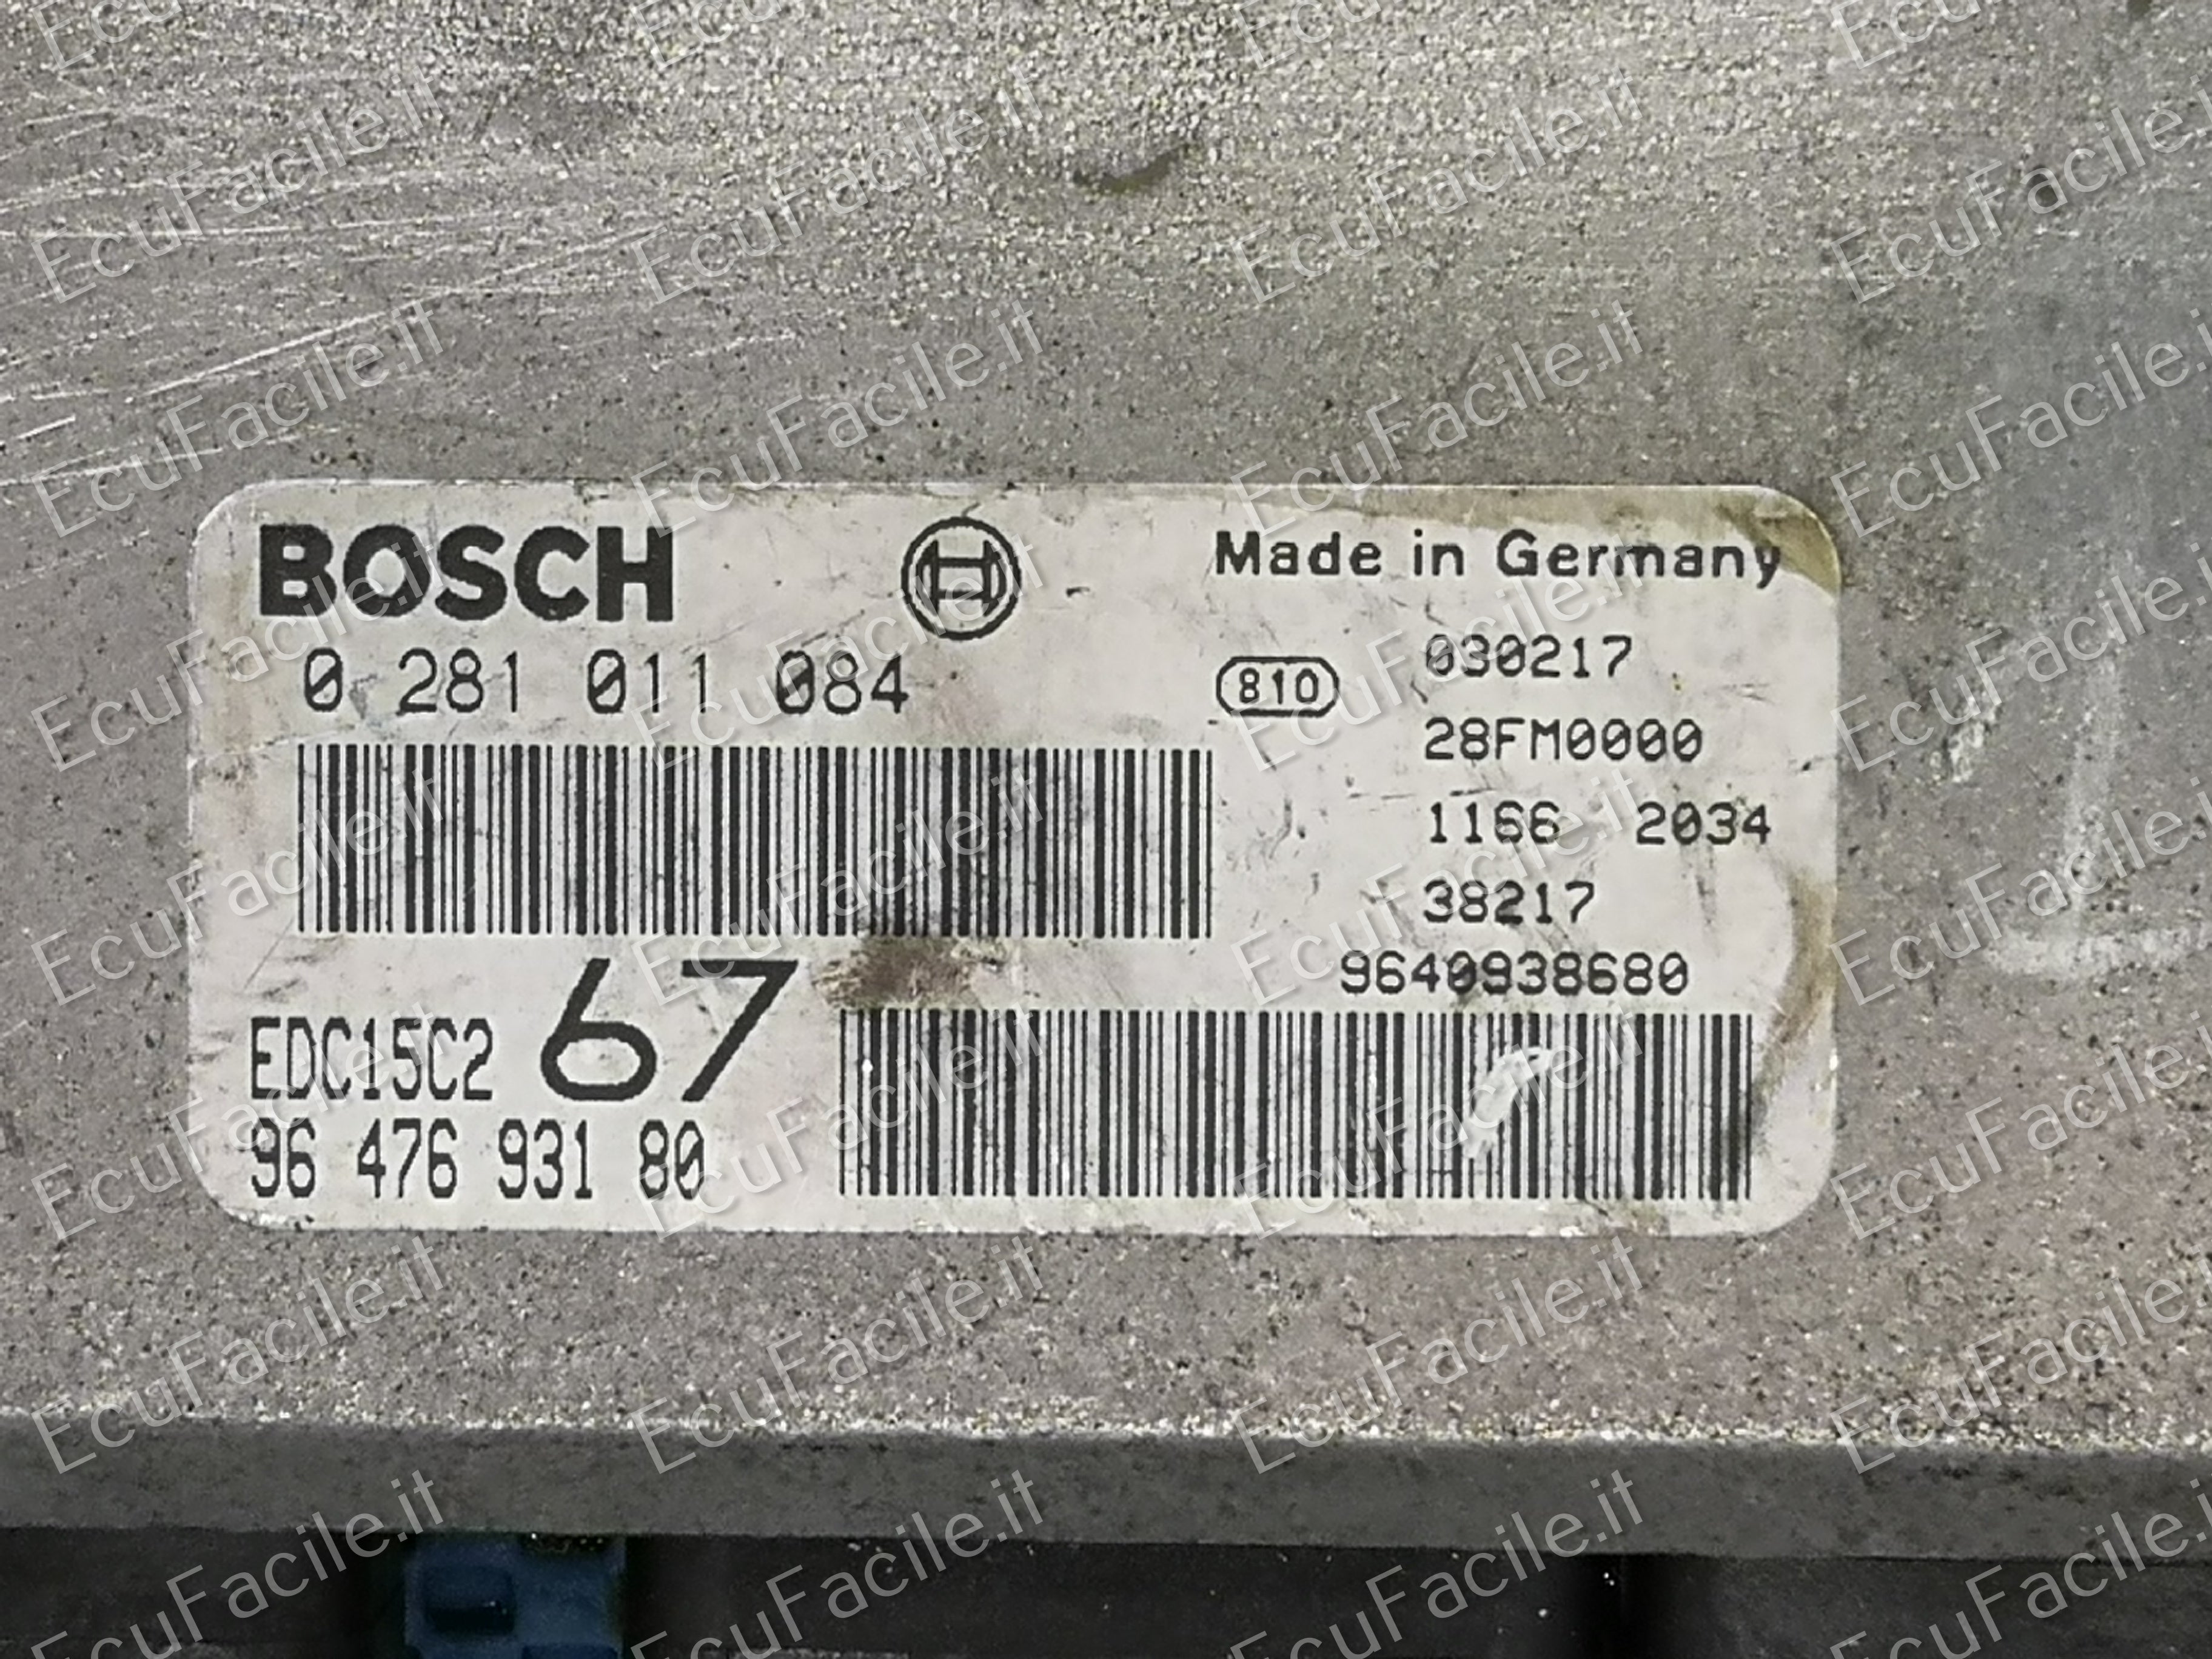 BOSCH
Made in Germany
0 281 011 084
810
030217
28FM0000
1166 2034
38217
9640938680
EDC15C2 67
96 476 931 80
EcuFacile.it